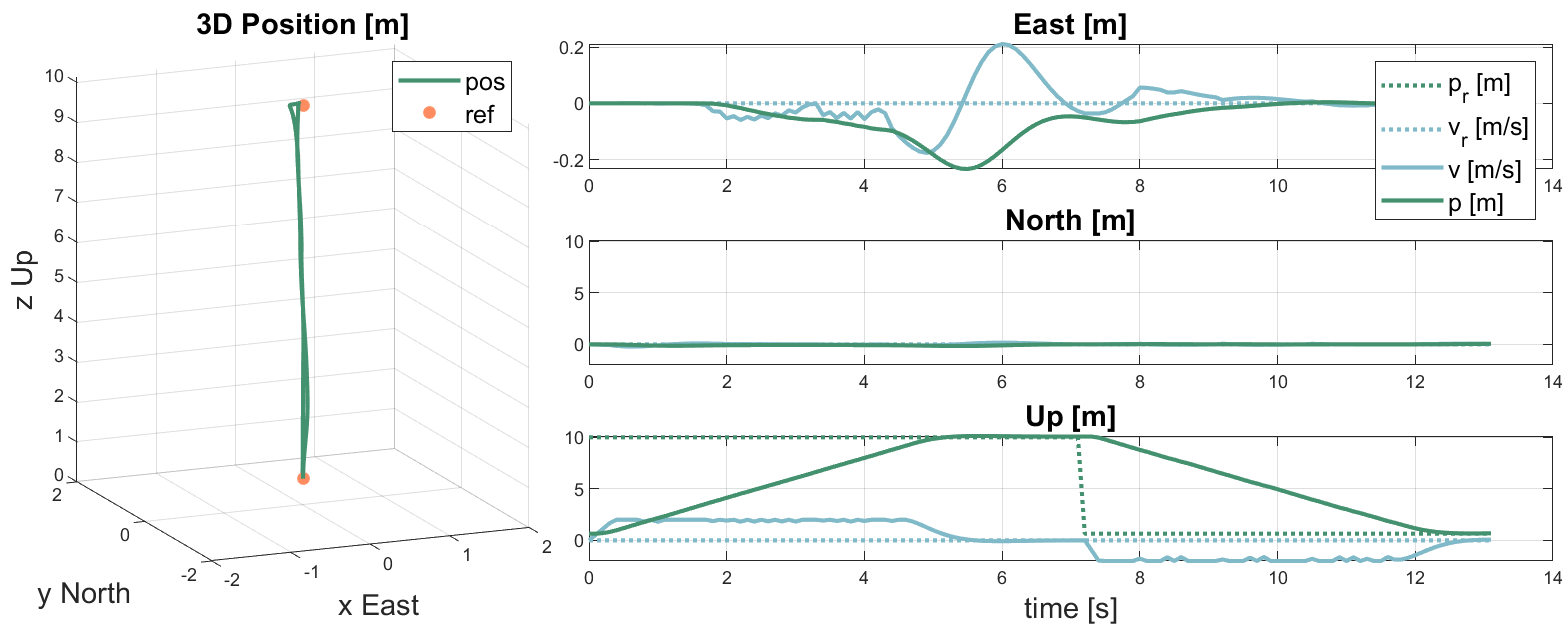 3D Position [m]
pos
ref
10
9
8
7
6
5
4
3
2
1
0
z Up
2
0
-2
y North
-2
-1
0
1
2
x East
East [m]
0.2
0
-0.2
0 2 4 6 8 10 14
p_r [m]
v_r [m/s]
v [m/s]
p [m]
North [m]
10
5
0
0 2 4 6 8 10 12 14
Up [m]
10
5
0
0 2 4 6 8 10 12 14
time [s]